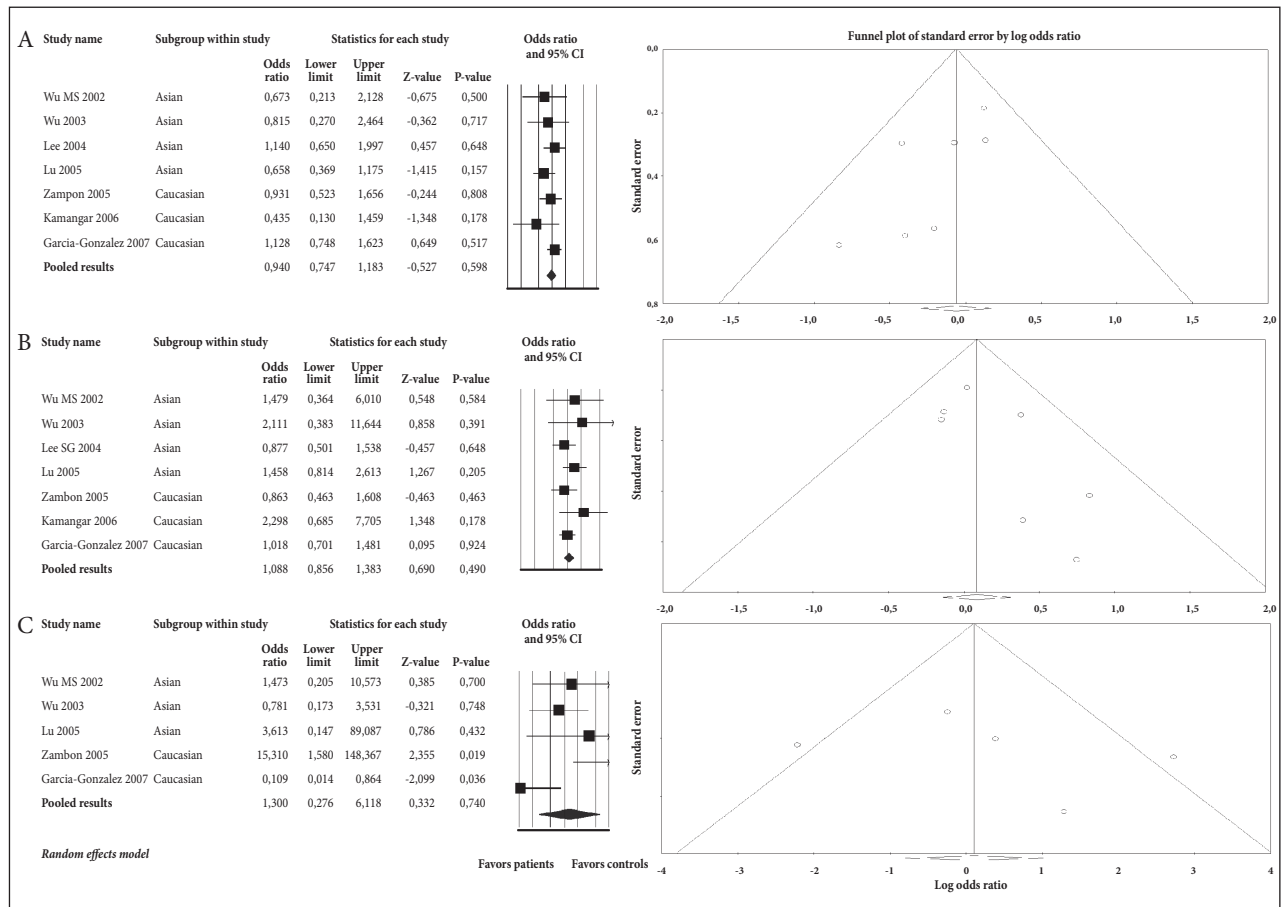 A Study name Subgroup within study Statistics for each study Odds ratio and 95% CI
Odds ratio Lower limit Upper limit Z-value P-value
Wu MS 2002 Asian 0,673 0,213 2,128 -0,675 0,500
Wu 2003 Asian 0,815 0,270 2,464 -0,362 0,717
Lee 2004 Asian 1,140 0,650 1,997 0,457 0,648
Lu 2005 Asian 0,658 0,369 1,175 -1,415 0,157
Zampon 2005 Caucasian 0,931 0,523 1,656 -0,244 0,808
Kamangar 2006 Caucasian 0,435 0,130 1,459 -1,348 0,178
Garcia-Gonzalez 2007 Caucasian 1,128 0,748 1,623 0,649 0,517
Pooled results 0,940 0,747 1,183 -0,527 0,598
Funnel plot of standard error by log odds ratio
Standard error
0,0
0,2
0,4
0,6
0,8
-2,0 -1,5 -1,0 -0,5 0,0 0,5 1,0 1,5 2,0
B Study name Subgroup within study Statistics for each study Odds ratio and 95% CI
Odds ratio Lower limit Upper limit Z-value P-value
Wu MS 2002 Asian 1,479 0,364 6,010 0,548 0,584
Wu 2003 Asian 2,111 0,383 11,644 0,858 0,391
Lee SG 2004 Asian 0,877 0,501 1,538 -0,457 0,648
Lu 2005 Asian 1,458 0,814 2,613 1,267 0,205
Zambon 2005 Caucasian 0,863 0,463 1,608 -0,463 0,463
Kamangar 2006 Caucasian 2,298 0,685 7,705 1,348 0,178
Garcia-Gonzalez 2007 Caucasian 1,018 0,701 1,481 0,095 0,924
Pooled results 1,088 0,856 1,383 0,690 0,490
Standard error
-2,0 -1,5 -1,0 -0,5 0,0 0,5 1,0 1,5 2,0
C Study name Subgroup within study Statistics for each study Odds ratio and 95% CI
Odds ratio Lower limit Upper limit Z-value P-value
Wu MS 2002 Asian 1,473 0,205 10,573 0,385 0,700
Wu 2003 Asian 0,781 0,173 3,531 -0,321 0,748
Lu 2005 Asian 3,613 0,147 89,087 0,786 0,432
Zambon 2005 Caucasian 15,310 1,580 148,367 2,355 0,019
Garcia-Gonzalez 2007 Caucasian 0,109 0,014 0,864 -2,099 0,036
Pooled results 1,300 0,276 6,118 0,332 0,740
Random effects model
Favors patients Favors controls
Standard error
-4 -3 -2 -1 0 1 2 3 4
Log odds ratio